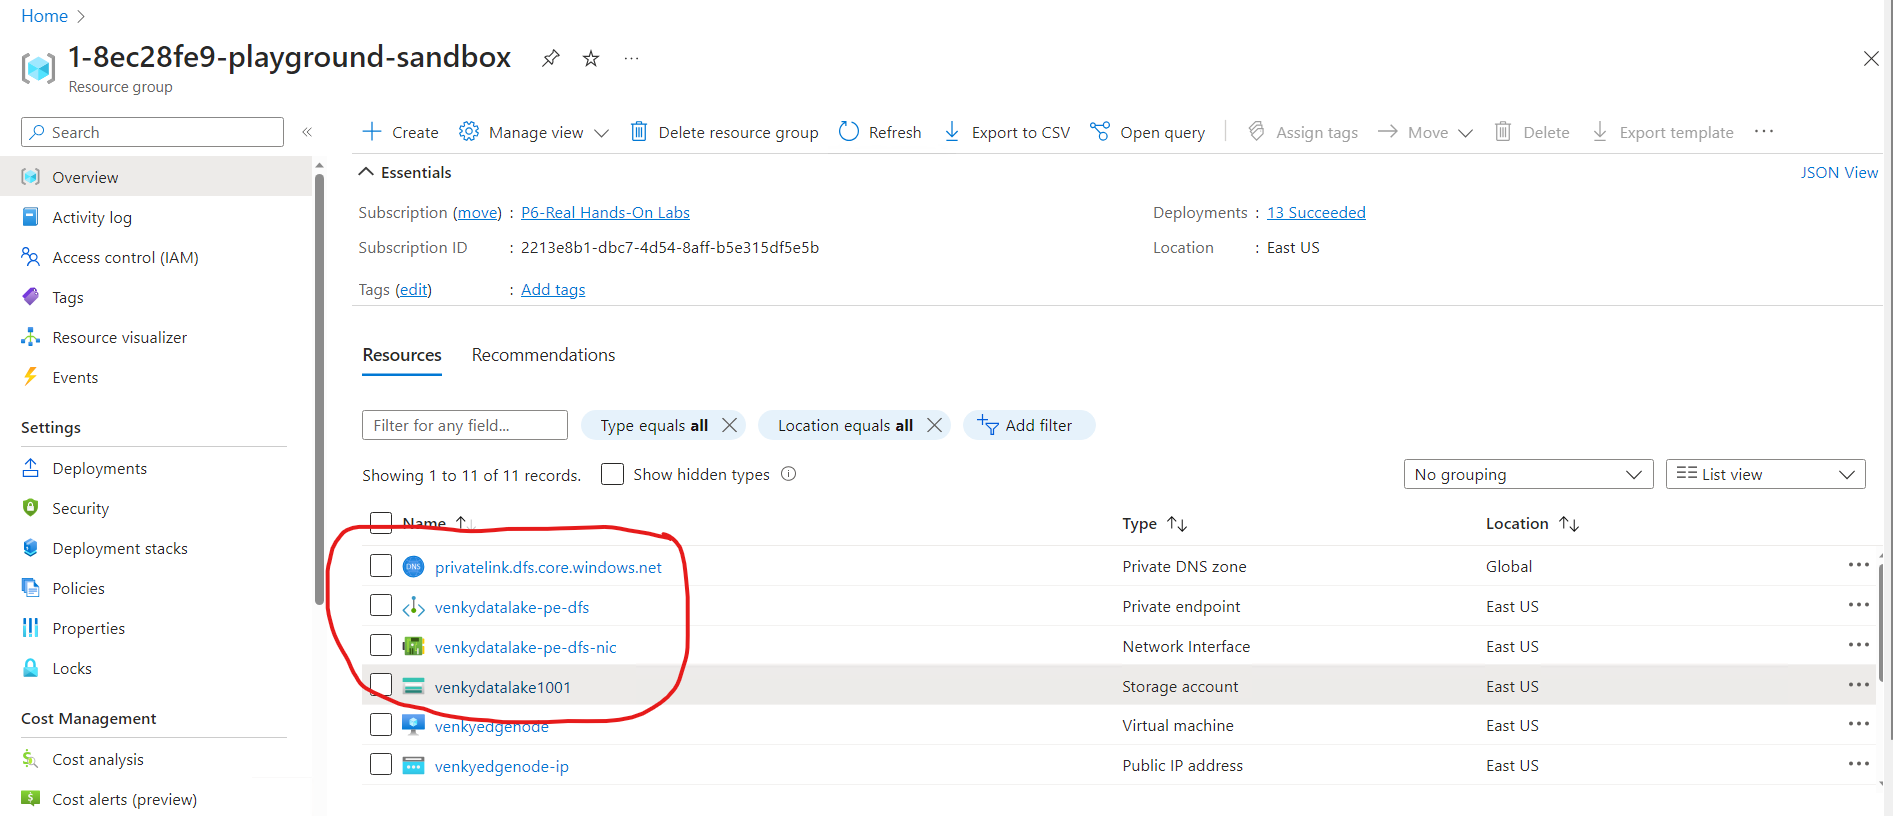 Home >
1-8ec28fe9-playground-sandbox ...
Resource group
Search «
Create Manage view Delete resource group Refresh Export to CSV Open query Assign tags Move Delete Export template ...
Overview
Activity log
Access control (IAM)
Tags
Resource visualizer
Events
Settings
Deployments
Security
Deployment stacks
Policies
Properties
Locks
Cost Management
Cost analysis
Cost alerts (preview)
Essentials JSON View
Subscription (move) : P6-Real Hands-On Labs Deployments : 13 Succeeded
Subscription ID : 2213e8b1-dbc7-4d54-8aff-b5e315df5e5b Location : East US
Tags (edit) : Add tags
Resources Recommendations
Filter for any field... Type equals all Location equals all Add filter
Showing 1 to 11 of 11 records. Show hidden types No grouping List view
Name Type Location
DNS privatelink.dfs.core.windows.net Private DNS zone Global ...
venkydatalake-pe-dfs Private endpoint East US ...
venkydatalake-pe-dfs-nic Network Interface East US ...
venkydatalake1001 Storage account East US ...
venkyedgenode Virtual machine East US ...
venkyedgenode-ip Public IP address East US ...